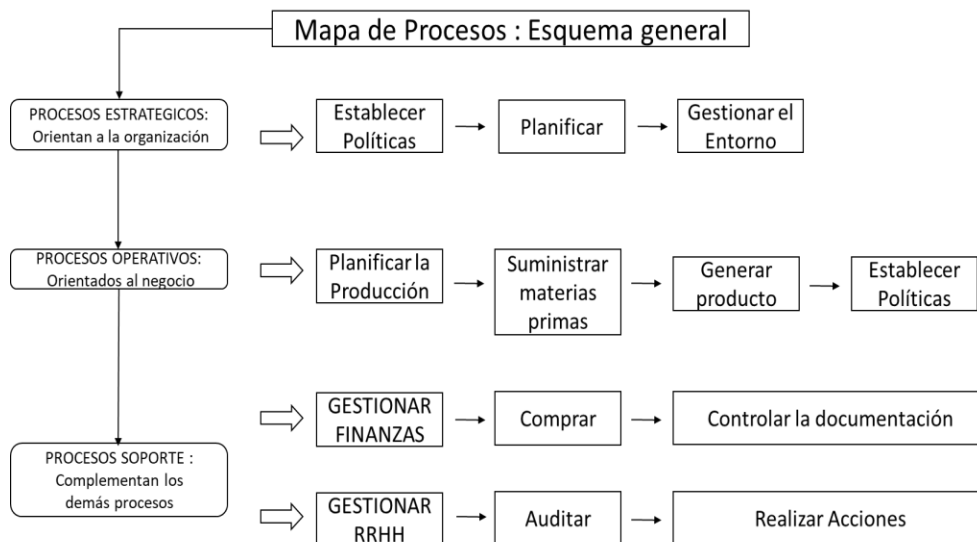 Mapa de Procesos : Esquema general
PROCESOS ESTRATEGICOS:
Orientan a la organización
Establecer
Políticas
Planificar
Gestionar el
Entorno
PROCESOS OPERATIVOS:
Orientados al negocio
Planificar la
Producción
Suministrar
materias
primas
Generar
producto
Establecer
Políticas
PROCESOS SOPORTE :
Complementan los
demás procesos
GESTIONAR
FINANZAS
Comprar
Controlar la documentación
GESTIONAR
RRHH
Auditar
Realizar Acciones